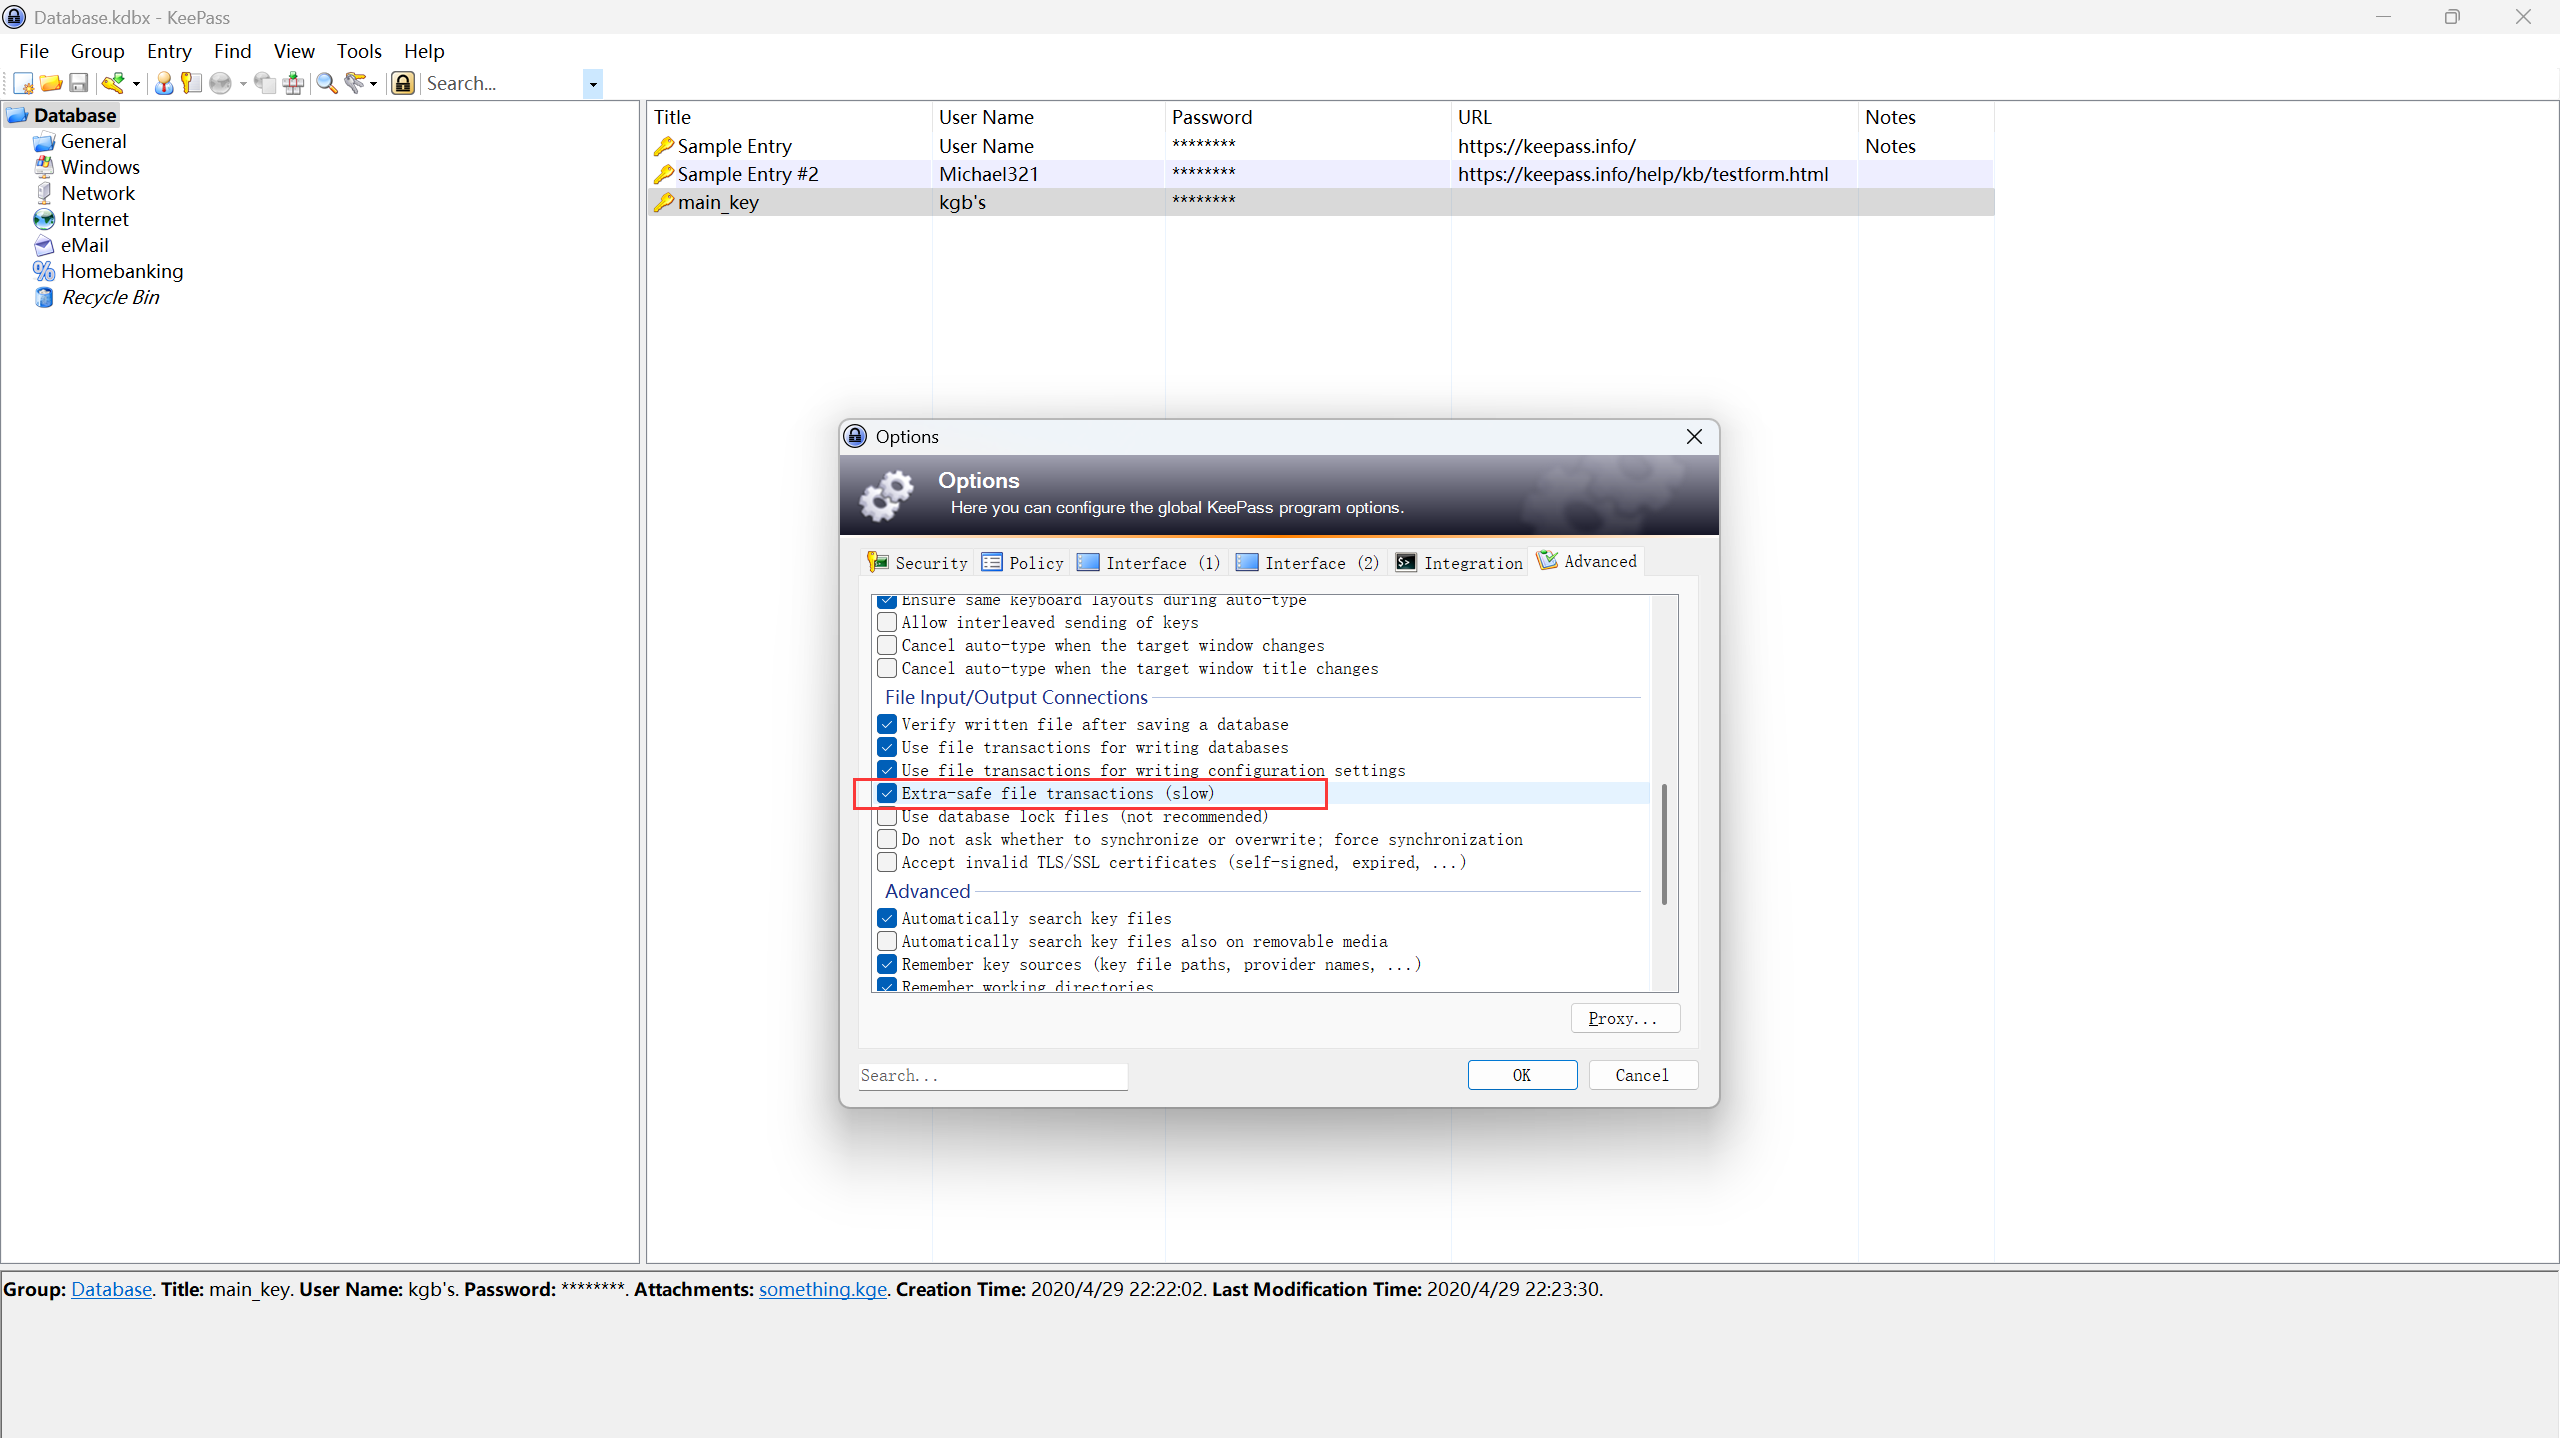 Database.kdbx - KeePass
File Group Entry Find View Tools Help
Search...
Database
General
Windows
Network
Internet
eMail
Homebanking
Recycle Bin
Title User Name Password URL Notes
Sample Entry User Name ******** https://keepass.info/ Notes
Sample Entry #2 Michael321 ******** https://keepass.info/help/kb/testform.html
main_key kgb's ********
Options
Options
Here you can configure the global KeePass program options.
Security Policy Interface (1) Interface (2) Integration Advanced
Ensure same keyboard layouts during auto-type
Allow interleaved sending of keys
Cancel auto-type when the target window changes
Cancel auto-type when the target window title changes
File Input/Output Connections
Verify written file after saving a database
Use file transactions for writing databases
Use file transactions for writing configuration settings
Extra-safe file transactions (slow)
Use database lock files (not recommended)
Do not ask whether to synchronize or overwrite; force synchronization
Accept invalid TLS/SSL certificates (self-signed, expired, ...)
Advanced
Automatically search key files
Automatically search key files also on removable media
Remember key sources (key file paths, provider names, ...)
Remember working directories
Proxy...
Search...
OK Cancel
Group: Database. Title: main_key. User Name: kgb's. Password: ********. Attachments: something.kge. Creation Time: 2020/4/29 22:22:02. Last Modification Time: 2020/4/29 22:23:30.